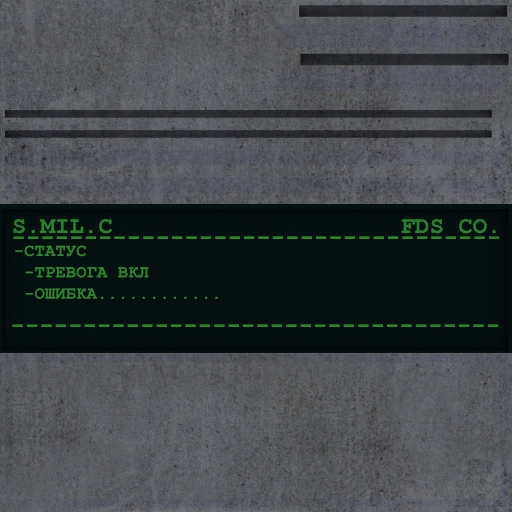 S.MIL.C FDS CO.
-СТАТУС
-ТРЕВОГА ВКЛ
-ОШИБКА............